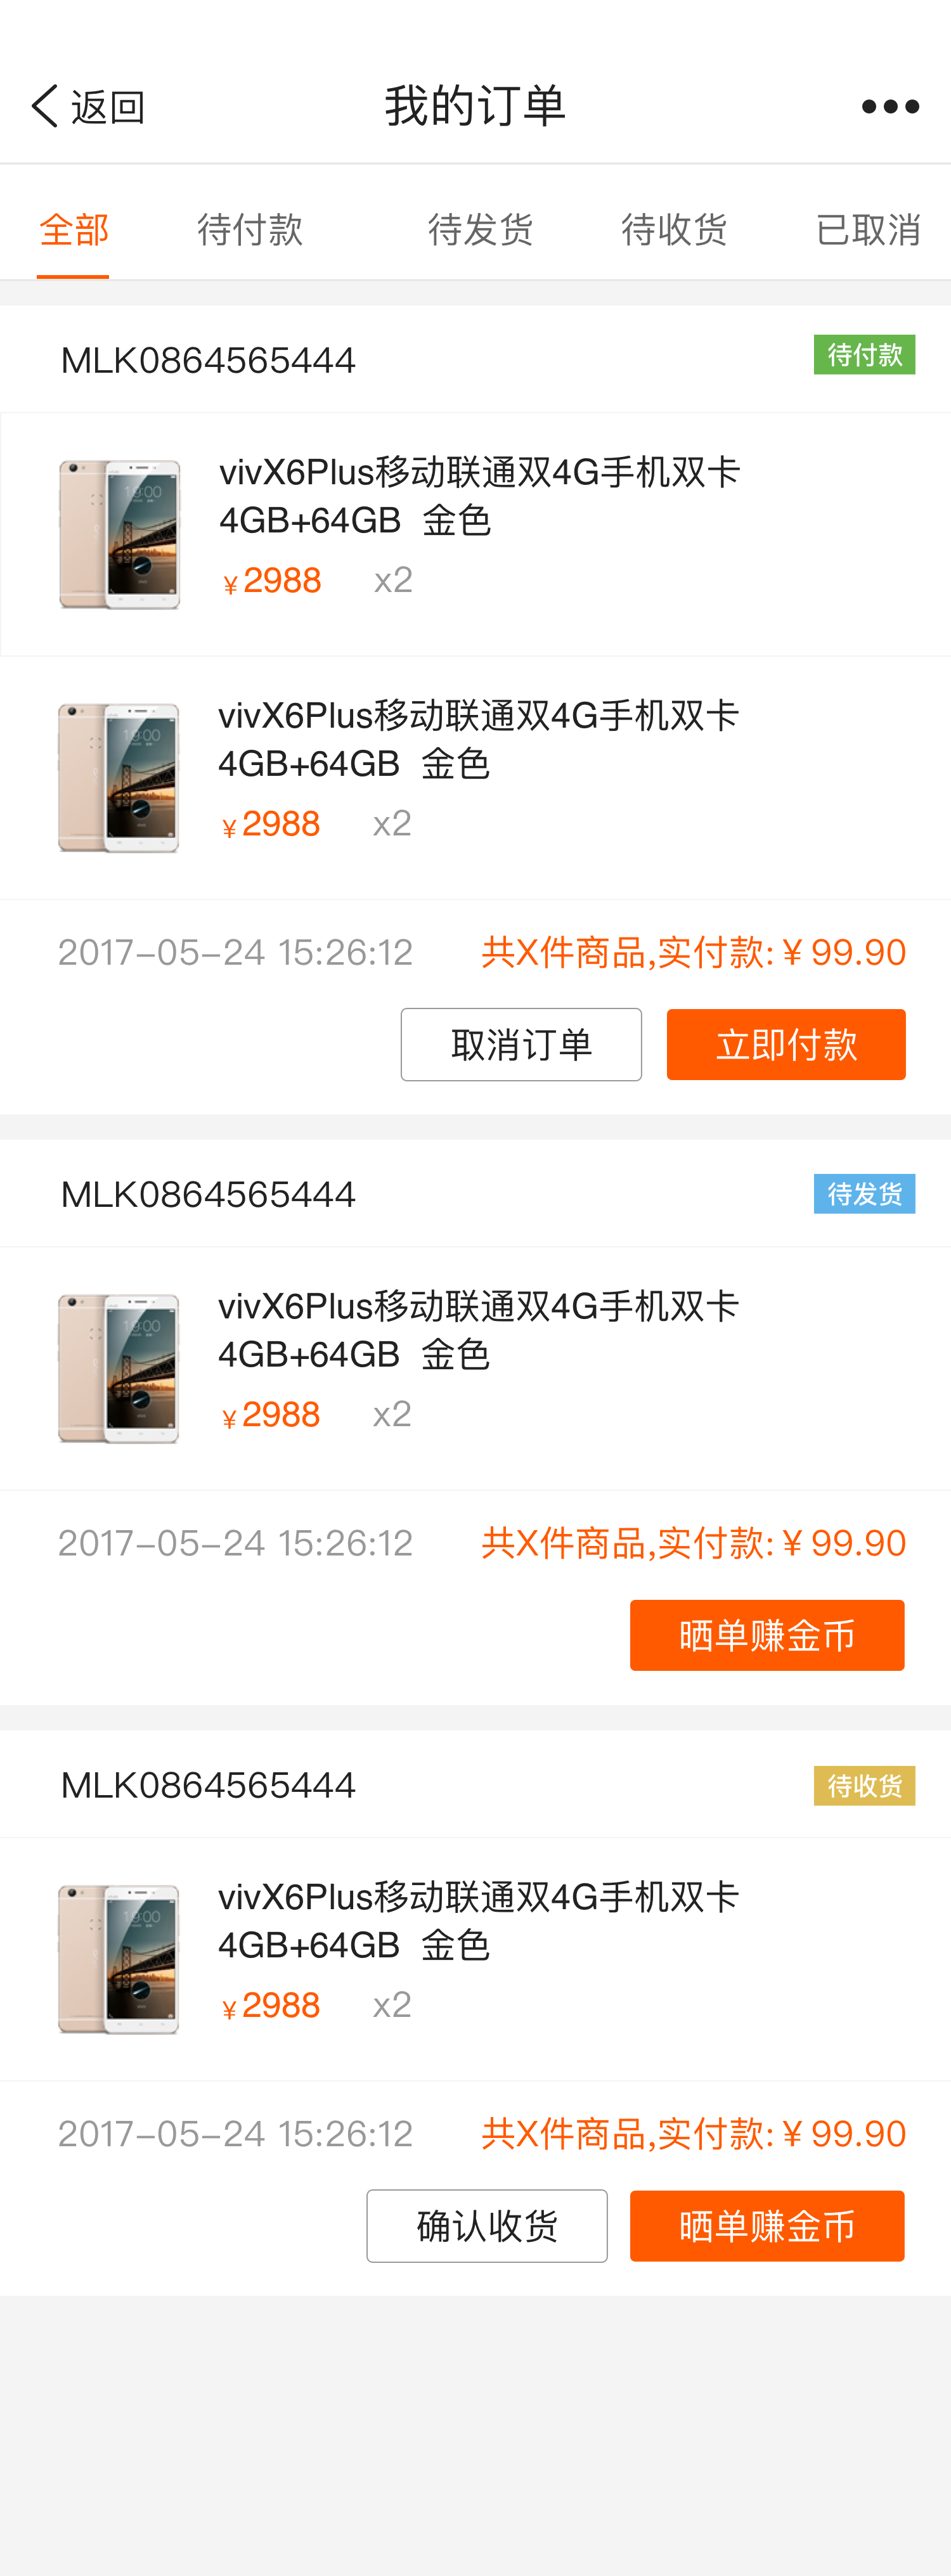 返回
我的订单
全部 待付款 待发货 待收货 已取消
MLK0864565444 待付款
vivX6Plus移动联通双4G手机双卡
4GB+64GB 金色
¥2988 x2
vivX6Plus移动联通双4G手机双卡
4GB+64GB 金色
¥2988 x2
2017-05-24 15:26:12 共X件商品,实付款:¥99.90
取消订单 立即付款
MLK0864565444 待发货
vivX6Plus移动联通双4G手机双卡
4GB+64GB 金色
¥2988 x2
2017-05-24 15:26:12 共X件商品,实付款:¥99.90
晒单赚金币
MLK0864565444 待收货
vivX6Plus移动联通双4G手机双卡
4GB+64GB 金色
¥2988 x2
2017-05-24 15:26:12 共X件商品,实付款:¥99.90
确认收货 晒单赚金币